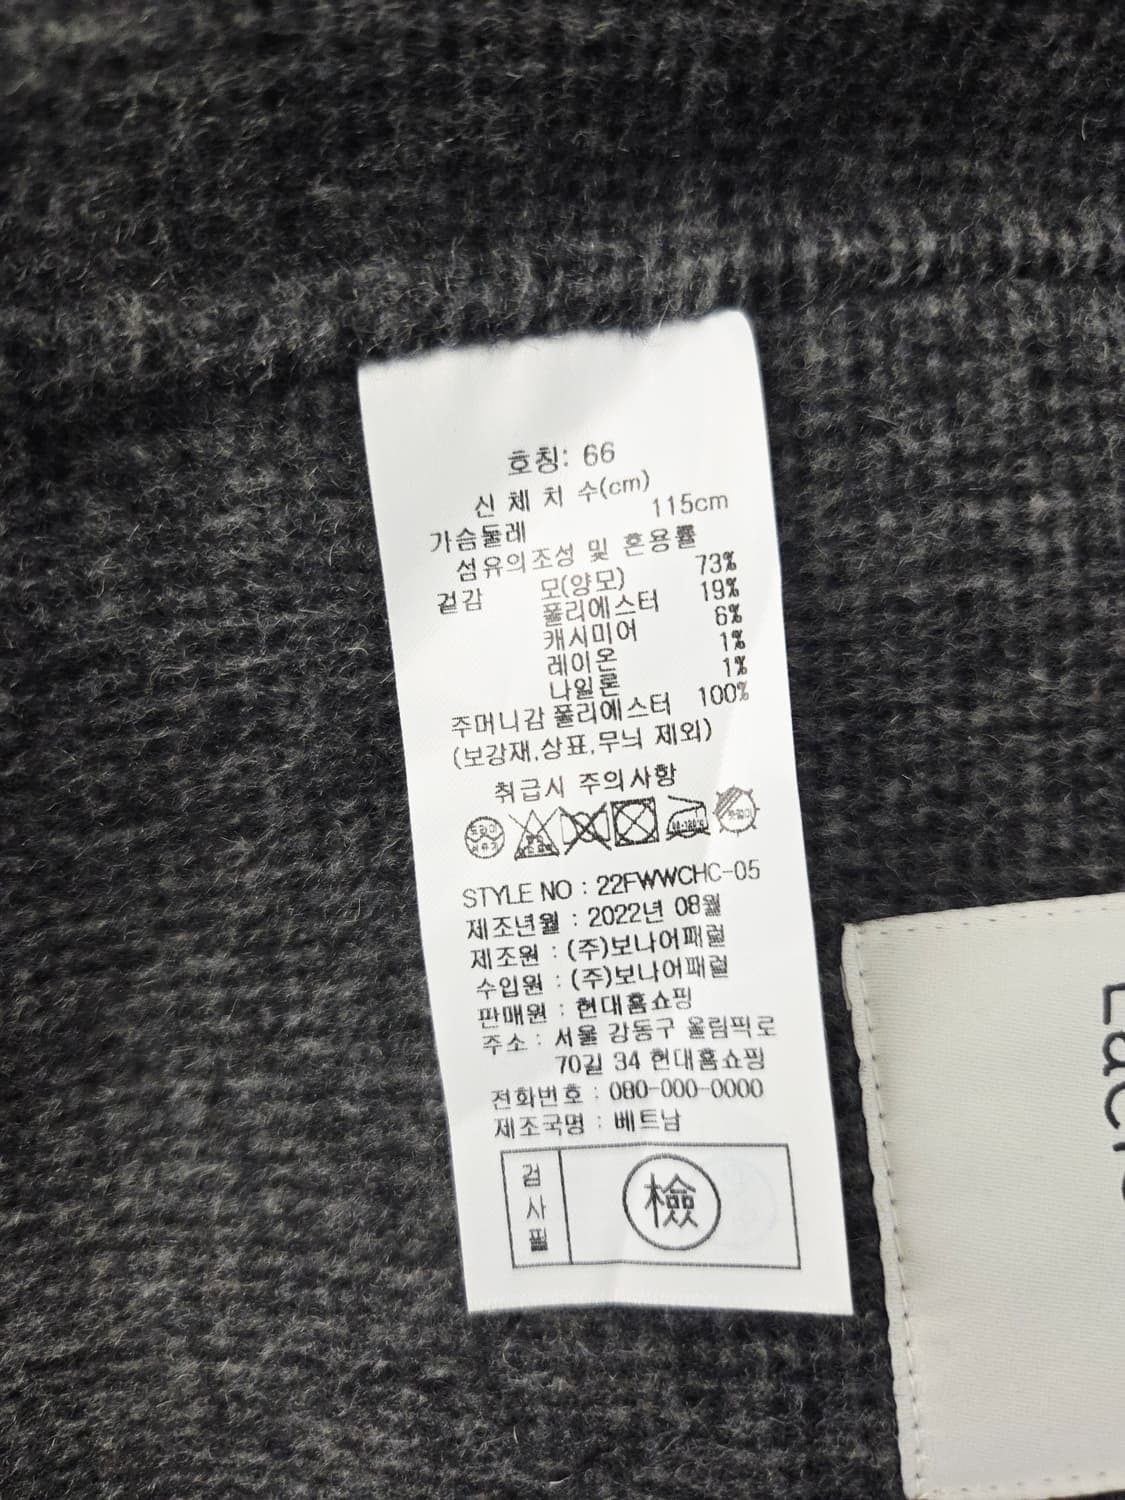 호칭: 66
신 체 치 수(cm)
가슴둘레 115cm
섬유의조성 및 혼용률
겉감 모(양모) 73%
폴리에스터 19%
캐시미어 6%
레이온 1%
나일론 1%
주머니감 폴리에스터 100%
(보강재,상표,무늬 제외)
취급시 주의사항
드라이
STYLE NO : 22FWWCHC-05
제조년월 : 2022년 08월
제조원 : (주)보나어패럴
수입원 : (주)보나어패럴
판매원 : 현대홈쇼핑
주소 : 서울 강동구 올림픽로
70길 34 현대홈쇼핑
전화번호 : 080-000-0000
제조국명 : 베트남
검사필
檢